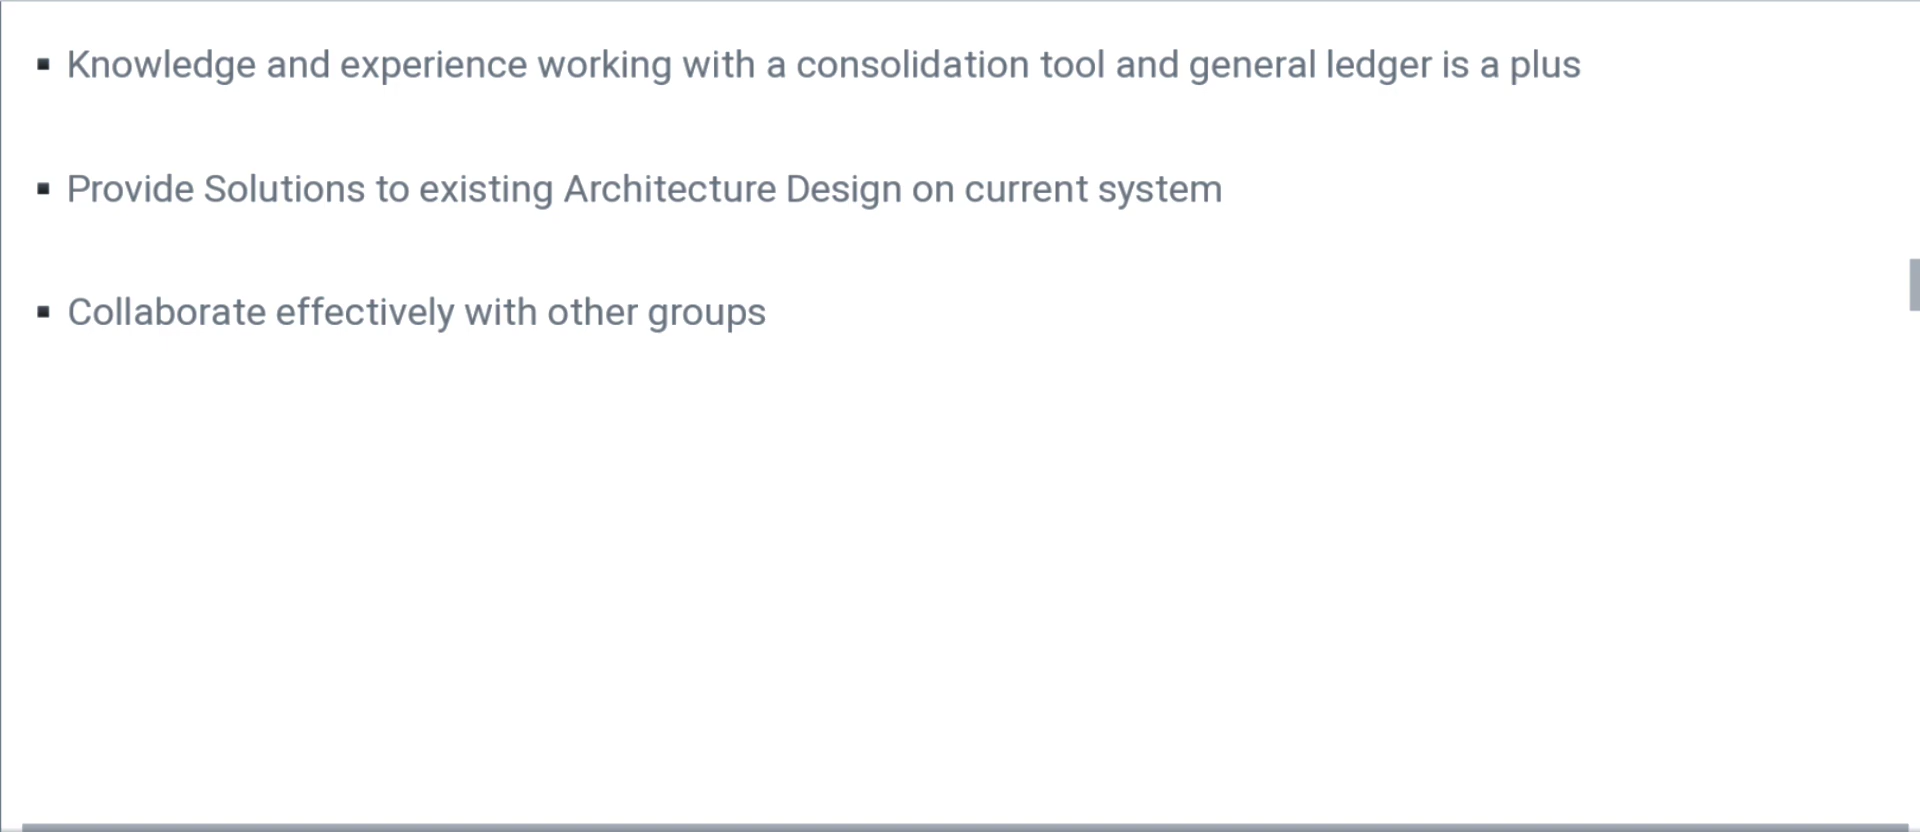 ▪ Knowledge and experience working with a consolidation tool and general ledger is a plus
▪ Provide Solutions to existing Architecture Design on current system
▪ Collaborate effectively with other groups